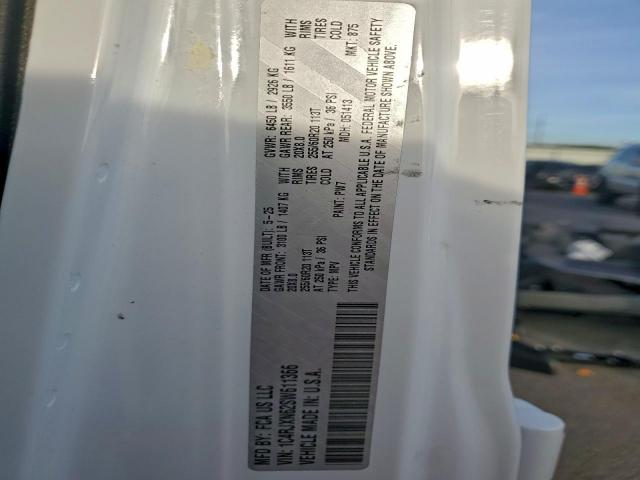 MFD BY: FCA US LLC
VIN: 1C4RJXN62SW611366
VEHICLE MADE IN: U.S.A.
DATE OF MFR (BUILT): 5-25
GAWR FRONT: 3100 LB / 1407 KG WITH
20X8.0 RIMS
255/60R20 113T TIRES
AT 250 kPa / 36 PSI COLD
TYPE: MPV PAINT: PW7
GVWR: 6450 LB / 2926 KG
GAWR REAR: 3550 LB / 1611 KG WITH
20X8.0 RIMS
255/60R20 113T TIRES
AT 250 kPa / 36 PSI COLD
MDH: 051413 MKT: 875
THIS VEHICLE CONFORMS TO ALL APPLICABLE U.S.A. FEDERAL MOTOR VEHICLE SAFETY
STANDARDS IN EFFECT ON THE DATE OF MANUFACTURE SHOWN ABOVE.